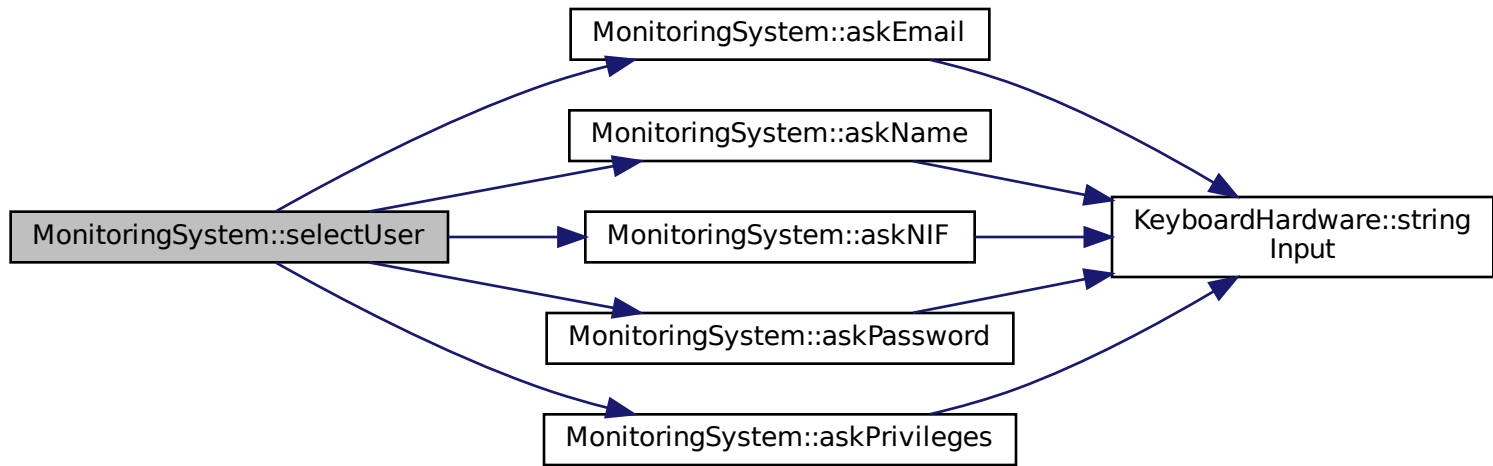 MonitoringSystem::askEmail
MonitoringSystem::askName
MonitoringSystem::selectUser
MonitoringSystem::askNIF
KeyboardHardware::string
Input
MonitoringSystem::askPassword
MonitoringSystem::askPrivileges